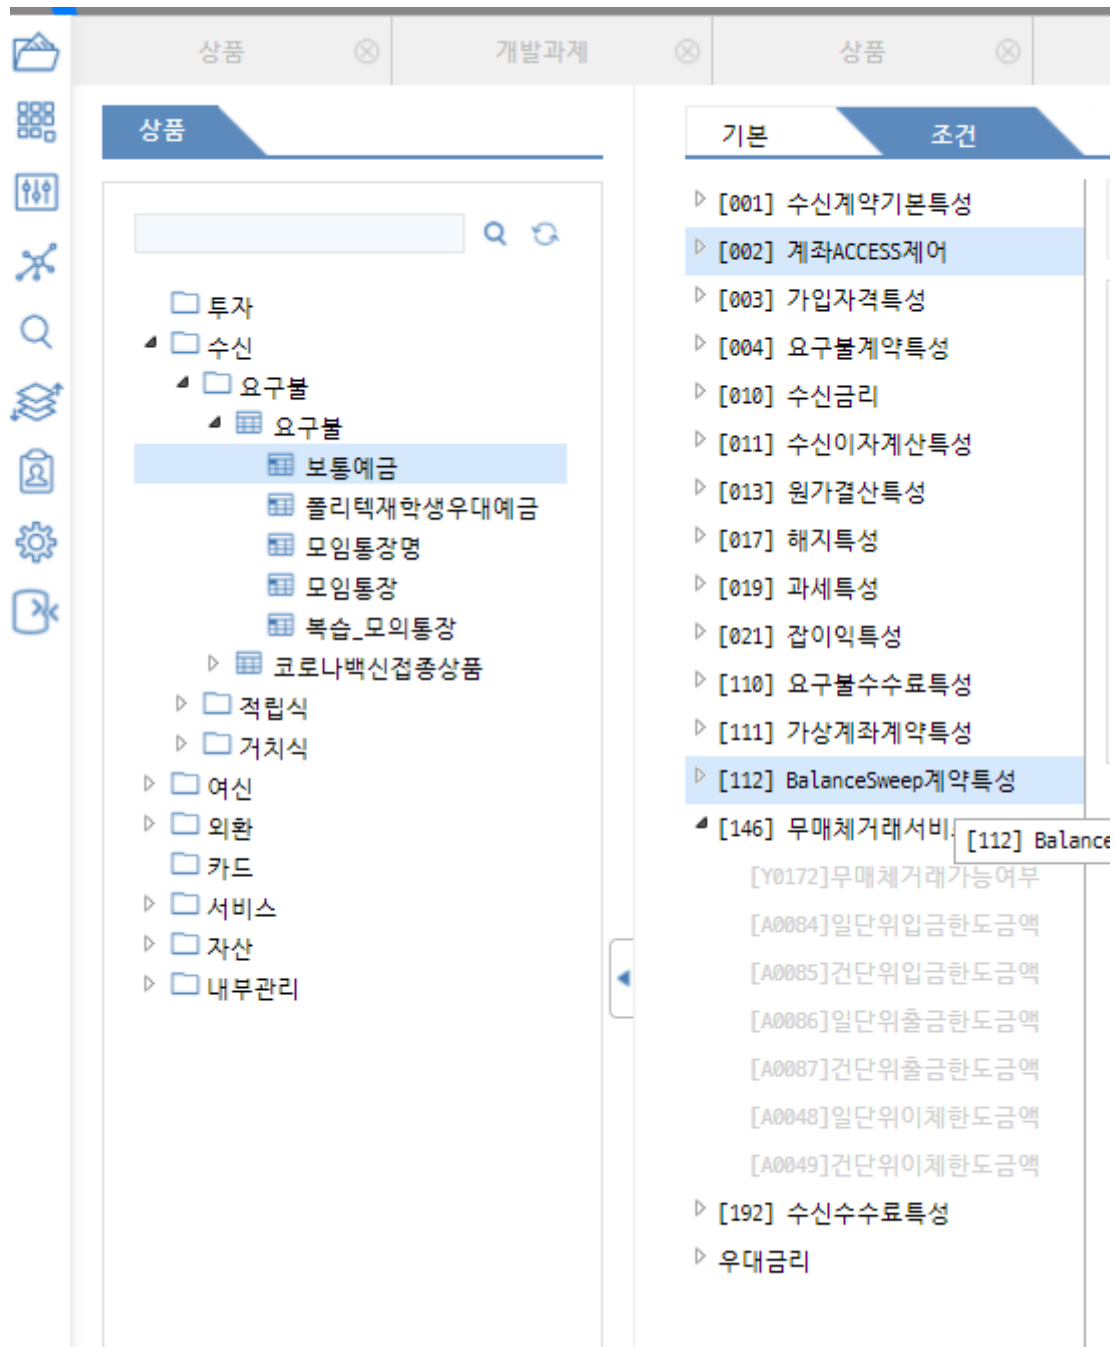 상품
개발과제
상품
상품
투자
수신
요구불
요구불
보통예금
폴리텍재학생우대예금
모임통장명
모임통장
복습_모의통장
코로나백신접종상품
적립식
거치식
여신
외환
카드
서비스
자산
내부관리
기본
조건
[001] 수신계약기본특성
[002] 계좌ACCESS제어
[003] 가입자격특성
[004] 요구불계약특성
[010] 수신금리
[011] 수신이자계산특성
[013] 원가결산특성
[017] 해지특성
[019] 과세특성
[021] 잡이익특성
[110] 요구불수수료특성
[111] 가상계좌계약특성
[112] BalanceSweep계약특성
[146] 무매체거래서비
[112] Balance
[Y0172]무매체거래가능여부
[A0084]일단위입금한도금액
[A0085]건단위입금한도금액
[A0086]일단위출금한도금액
[A0087]건단위출금한도금액
[A0048]일단위이체한도금액
[A0049]건단위이체한도금액
[192] 수신수수료특성
우대금리